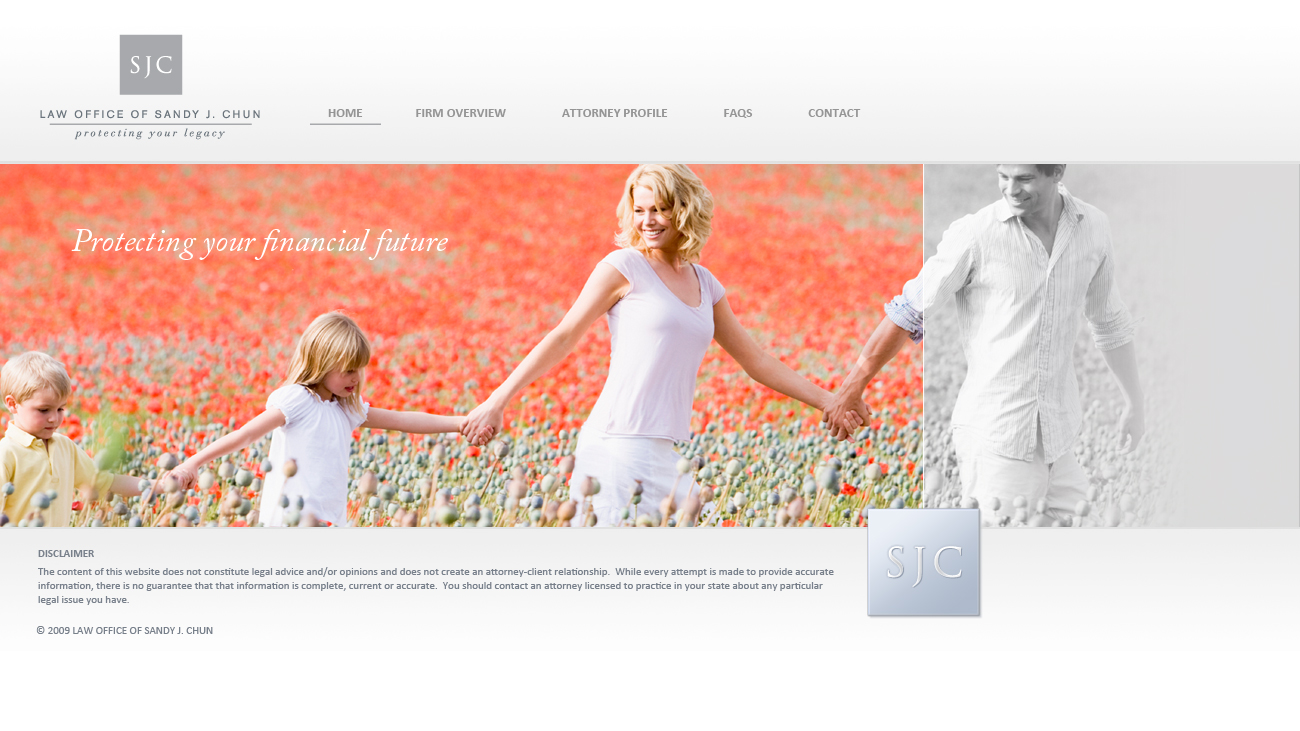 SJC
LAW OFFICE OF SANDY J. CHUN
protecting your legacy
HOME FIRM OVERVIEW ATTORNEY PROFILE FAQS CONTACT
Protecting your financial future
SJC
DISCLAIMER
The content of this website does not constitute legal advice and/or opinions and does not create an attorney-client relationship.  While every attempt is made to provide accurate
information, there is no guarantee that that information is complete, current or accurate.  You should contact an attorney licensed to practice in your state about any particular
legal issue you have.
© 2009 LAW OFFICE OF SANDY J. CHUN